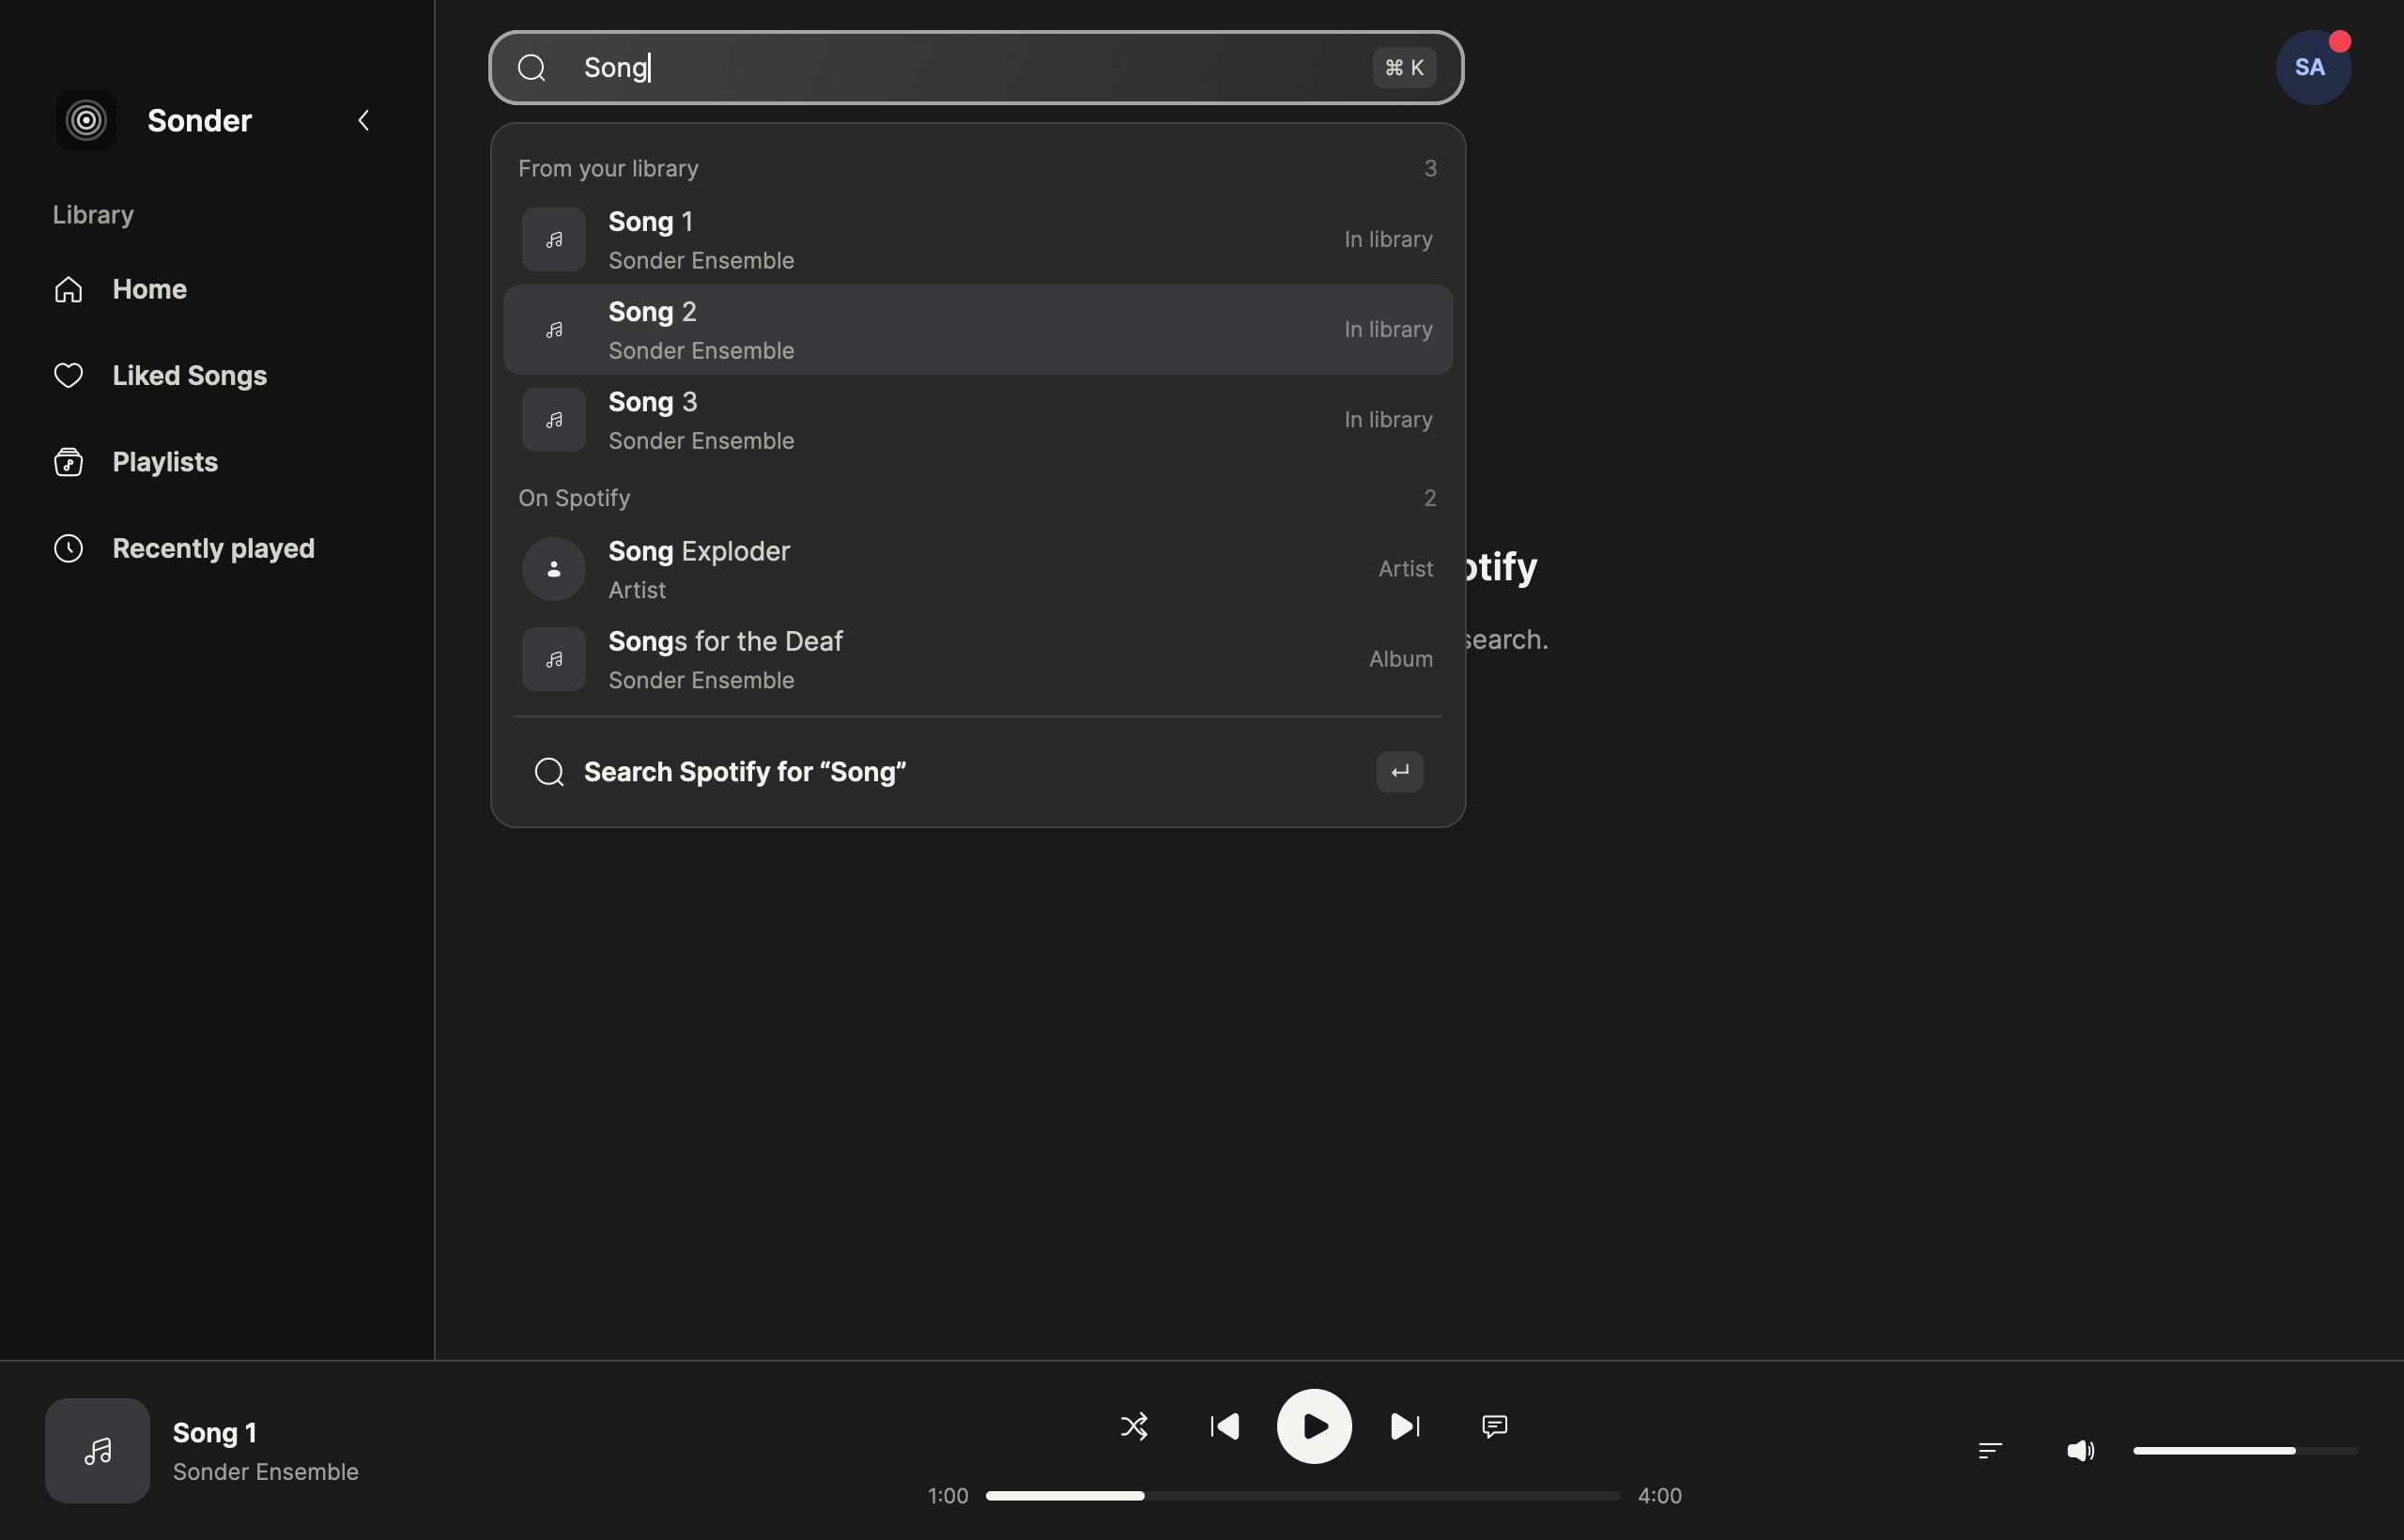 Song
⌘ K
SA
Sonder
Library
Home
Liked Songs
Playlists
Recently played
From your library 3
Song 1
Sonder Ensemble
In library
Song 2
Sonder Ensemble
In library
Song 3
Sonder Ensemble
In library
On Spotify 2
Song Exploder
Artist
Artist
Songs for the Deaf
Sonder Ensemble
Album
Search Spotify for “Song”
search.
Song 1
Sonder Ensemble
1:00
4:00